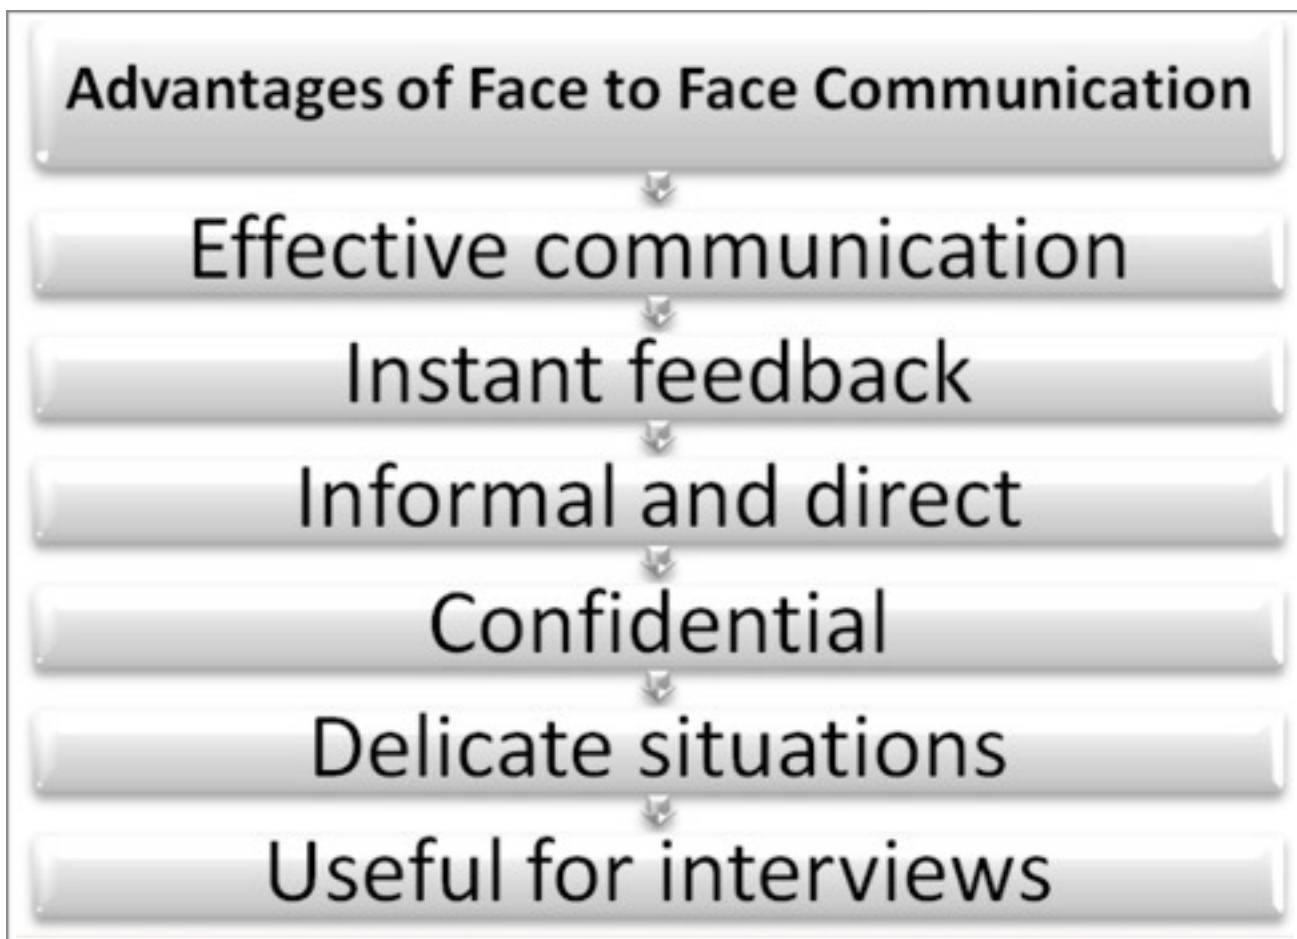 Advantages of Face to Face Communication
Effective communication
Instant feedback
Informal and direct
Confidential
Delicate situations
Useful for interviews